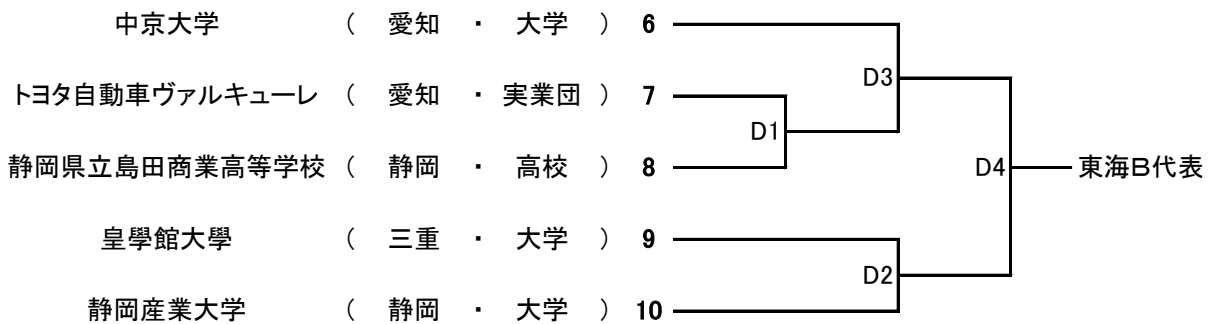 中京大学 ( 愛知 ・ 大学 ) 6
D3
トヨタ自動車ヴァルキューレ ( 愛知 ・ 実業団 ) 7
D1
静岡県立島田商業高等学校 ( 静岡 ・ 高校 ) 8 D4 東海B代表
皇學館大學 ( 三重 ・ 大学 ) 9
D2
静岡産業大学 ( 静岡 ・ 大学 ) 10